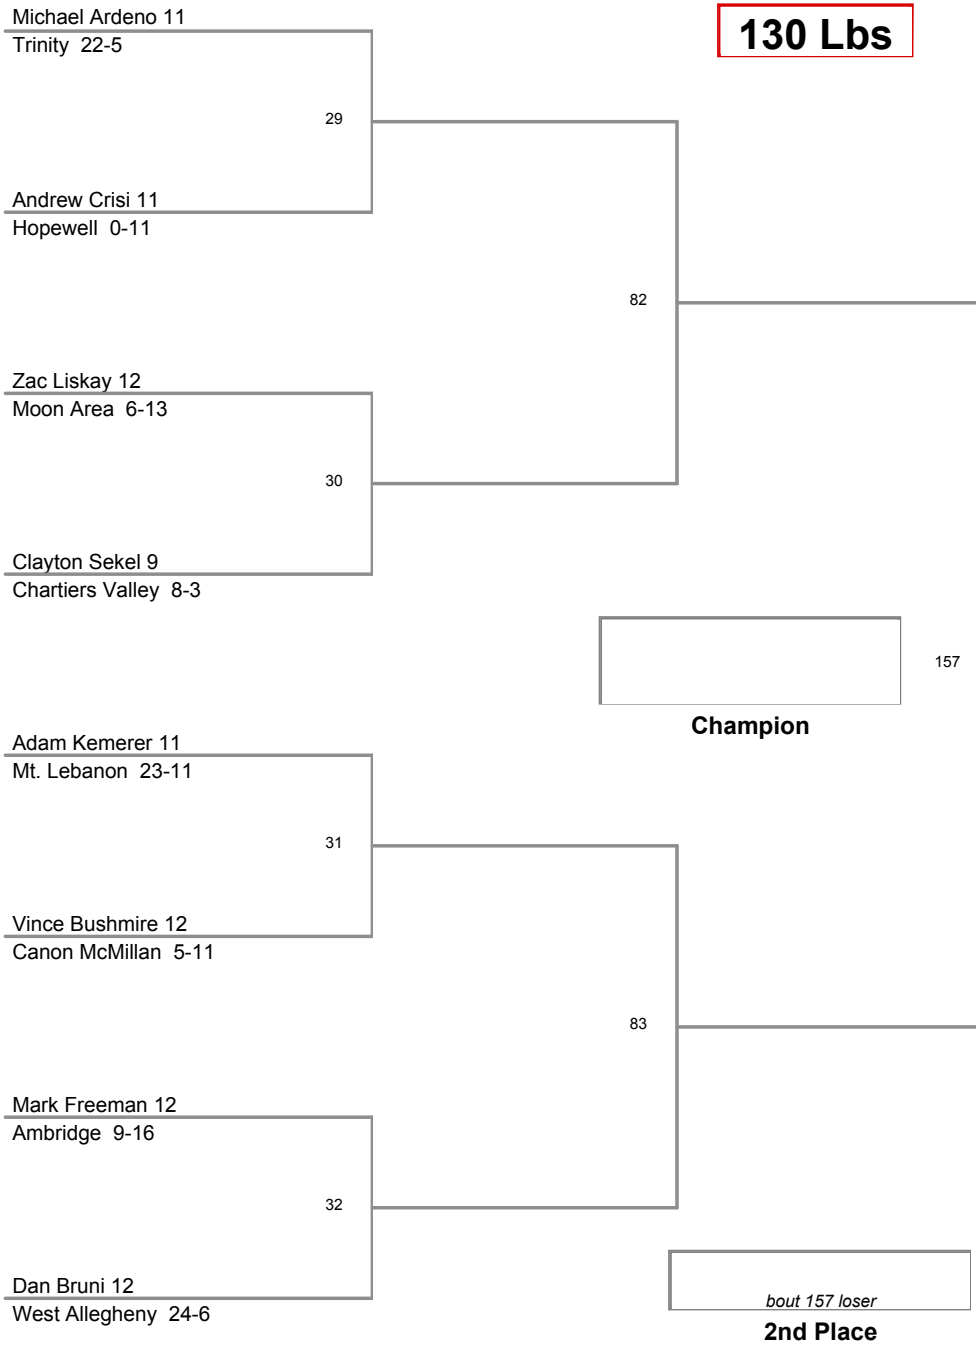 Michael Ardeno 11
130 Lbs
Trinity  22-5
29
Andrew Crisi 11
Hopewell  0-11
82
Zac Liskay 12
Moon Area  6-13
30
Clayton Sekel 9
Chartiers Valley  8-3
157
Champion
Adam Kemerer 11
Mt. Lebanon  23-11
31
Vince Bushmire 12
Canon McMillan  5-11
83
Mark Freeman 12
Ambridge  9-16
32
Dan Bruni 12
West Allegheny  24-6
bout 157 loser
2nd Place